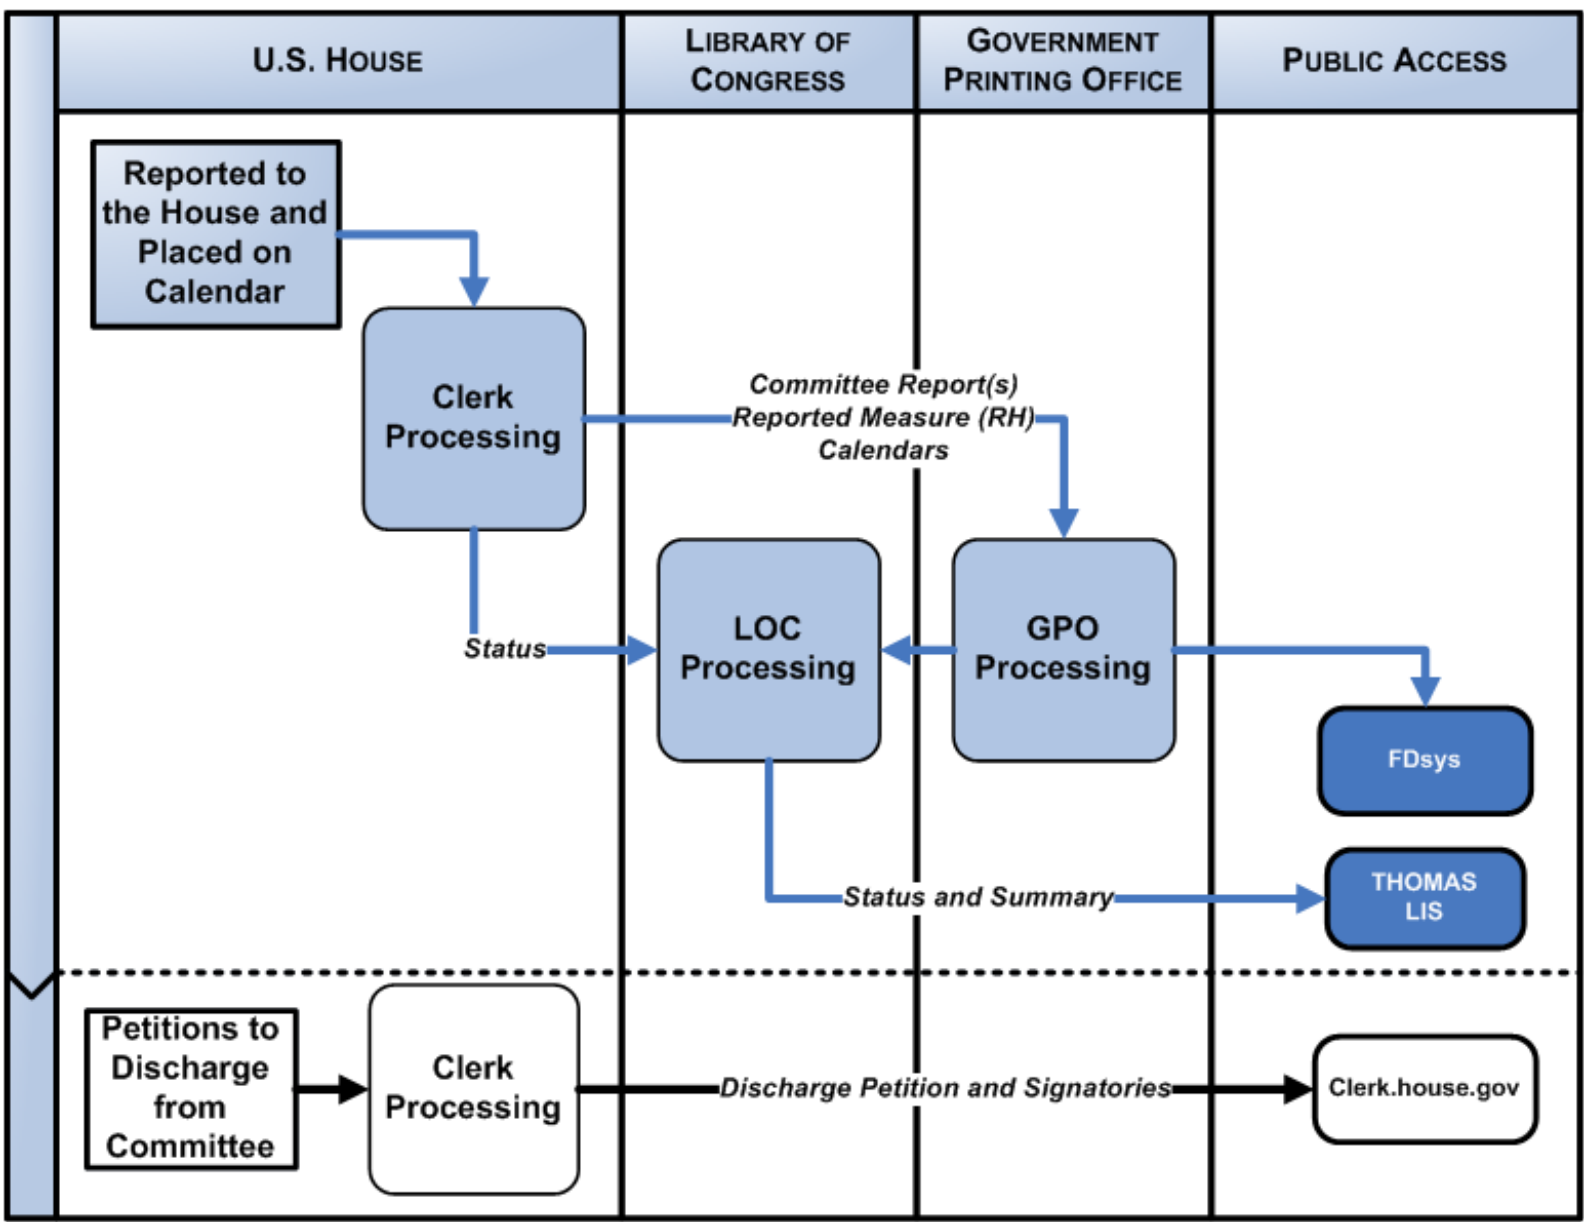 U.S. HOUSE
LIBRARY OF
CONGRESS
GOVERNMENT
PRINTING OFFICE
PUBLIC ACCESS
Reported to
the House and
Placed on
Calendar
Clerk
Processing
Committee Report(s)
Reported Measure (RH)
Calendars
Status
LOC
Processing
GPO
Processing
FDsys
Status and Summary
THOMAS
LIS
Petitions to
Discharge
from
Committee
Clerk
Processing
Discharge Petition and Signatories
Clerk.house.gov